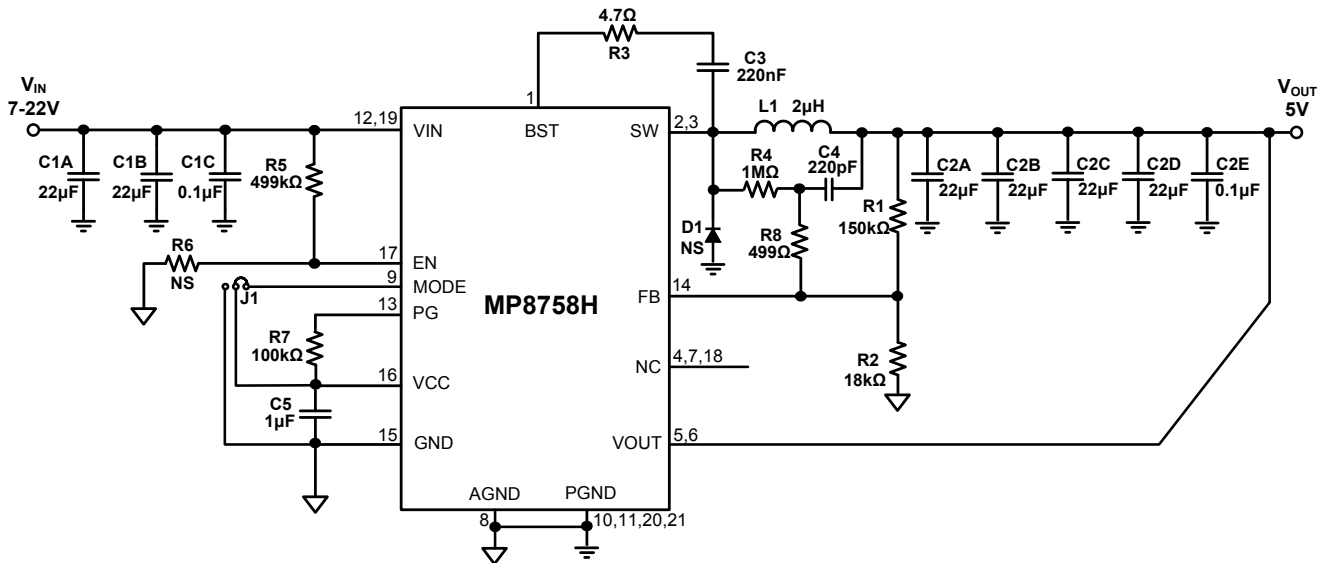 4.7Ω
R3
C3
220nF
VIN
7-22V
VOUT
5V
1
12,19
VIN
BST
SW
2,3
L1 2µH
C1A
22µF
C1B
22µF
C1C
0.1µF
R5
499kΩ
R4
1MΩ
C4
220pF
C2A
22µF
C2B
22µF
C2C
22µF
C2D
22µF
C2E
0.1µF
R1
150kΩ
D1
NS
R8
499Ω
R6
NS
17
EN
9
MODE
J1
13
PG
MP8758H
FB
14
R7
100kΩ
NC
4,7,18
R2
18kΩ
16
VCC
C5
1µF
15
GND
VOUT
5,6
AGND
PGND
8
10,11,20,21